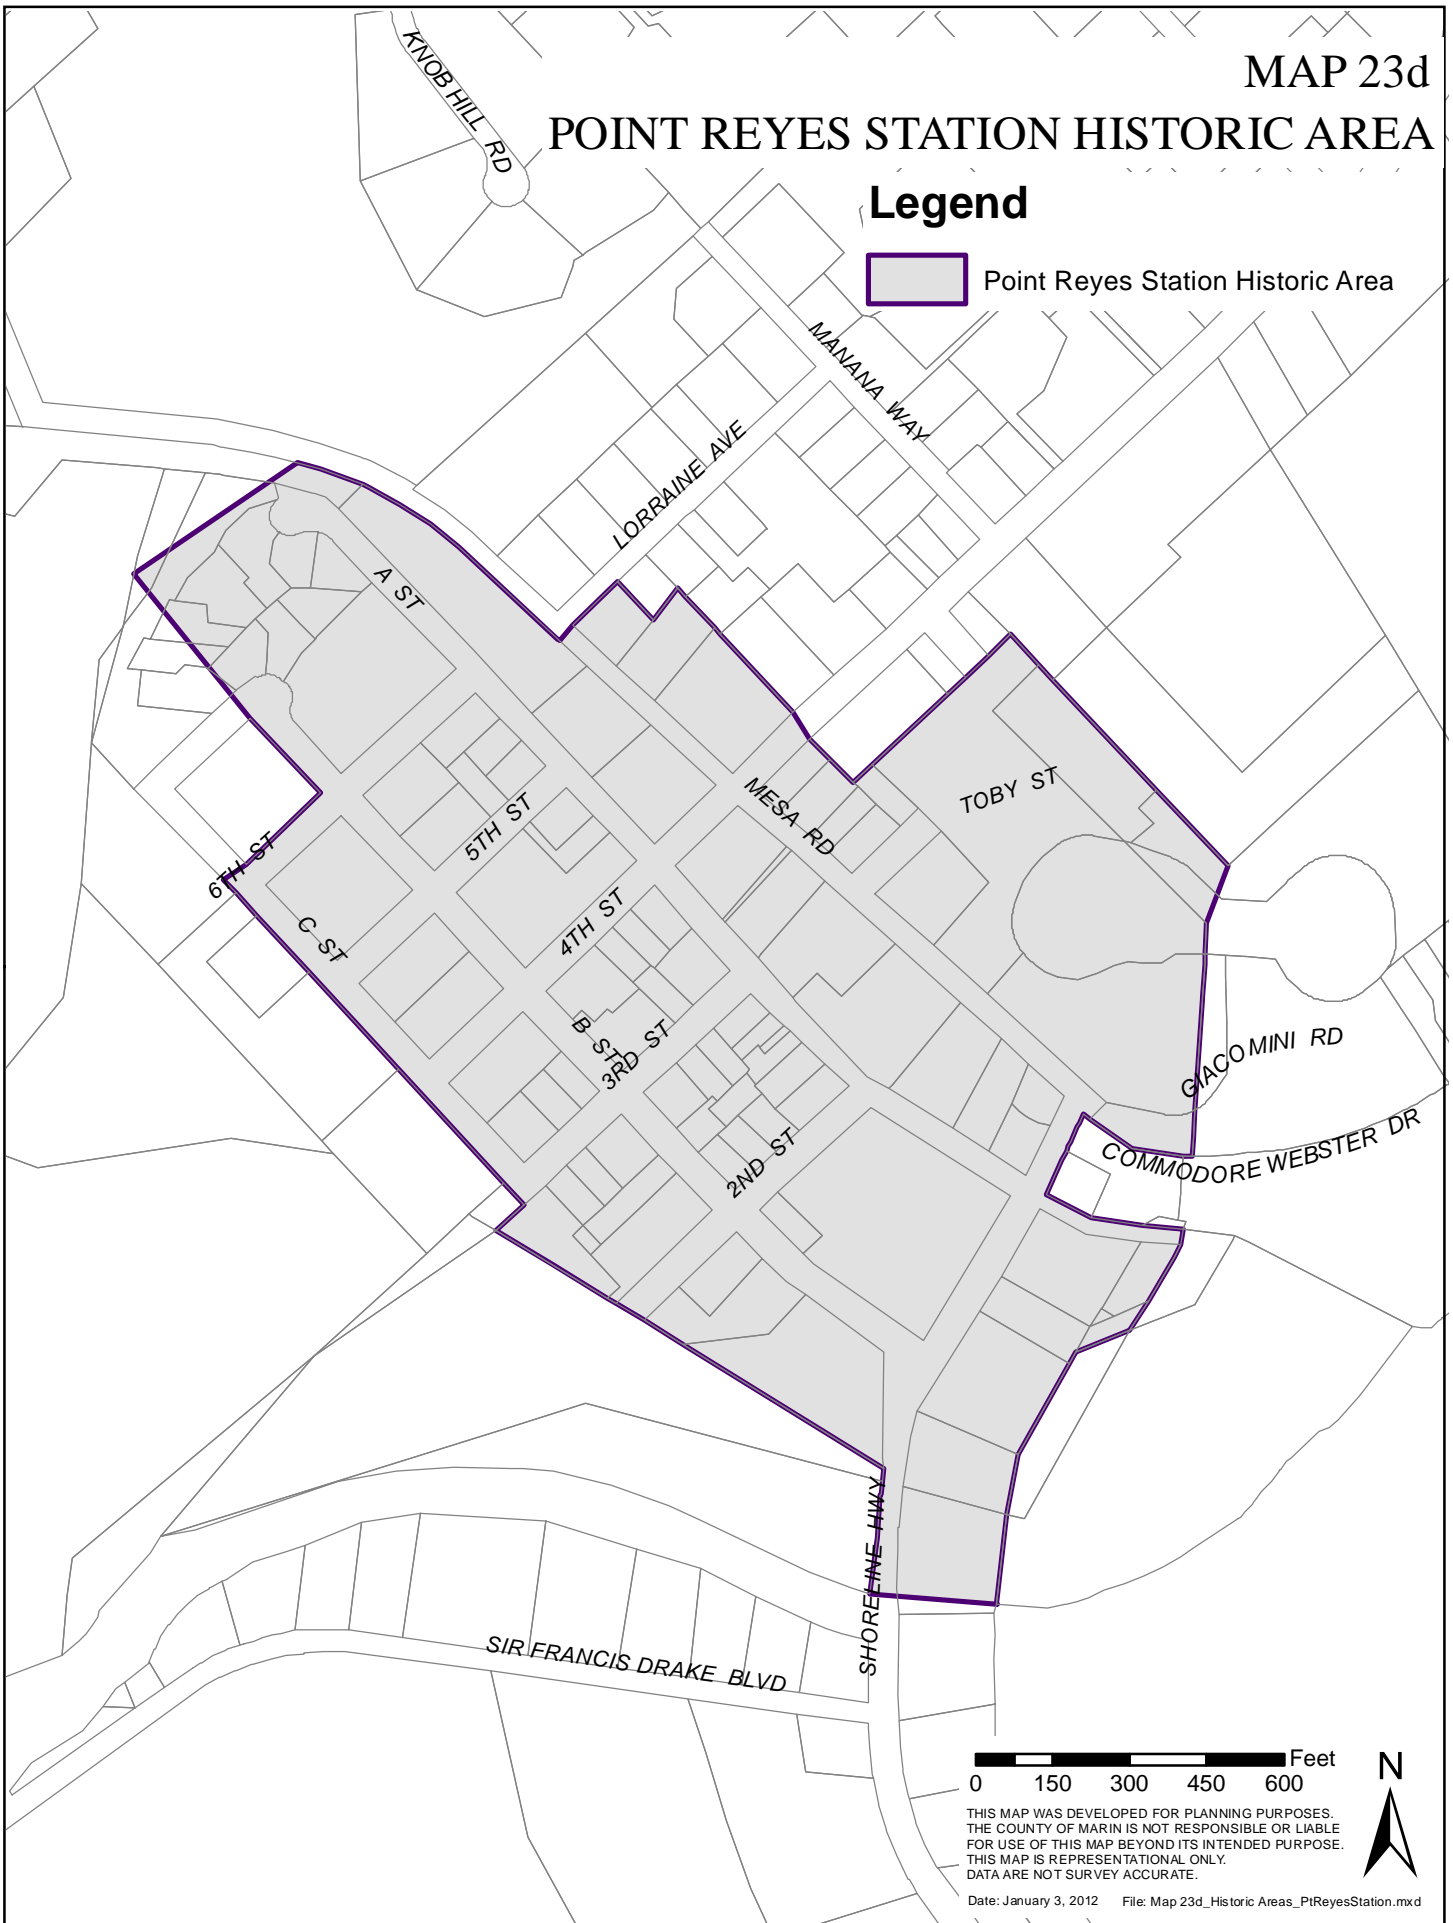 MAP 23d
POINT REYES STATION HISTORIC AREA
Legend
Point Reyes Station Historic Area
KNOB HILL RD
MANANA WAY
LORRAINE AVE
A ST
MESA RD
TOBY ST
5TH ST
6TH ST
4TH ST
C ST
B ST
3RD ST
2ND ST
GIACOMINI RD
COMMODORE WEBSTER DR
SHORELINE HWY
SIR FRANCIS DRAKE BLVD
Feet
0 150 300 450 600
N
THIS MAP WAS DEVELOPED FOR PLANNING PURPOSES.
THE COUNTY OF MARIN IS NOT RESPONSIBLE OR LIABLE
FOR USE OF THIS MAP BEYOND ITS INTENDED PURPOSE.
THIS MAP IS REPRESENTATIONAL ONLY.
DATA ARE NOT SURVEY ACCURATE.
Date: January 3, 2012 File: Map 23d_Historic Areas_PtReyesStation.mxd